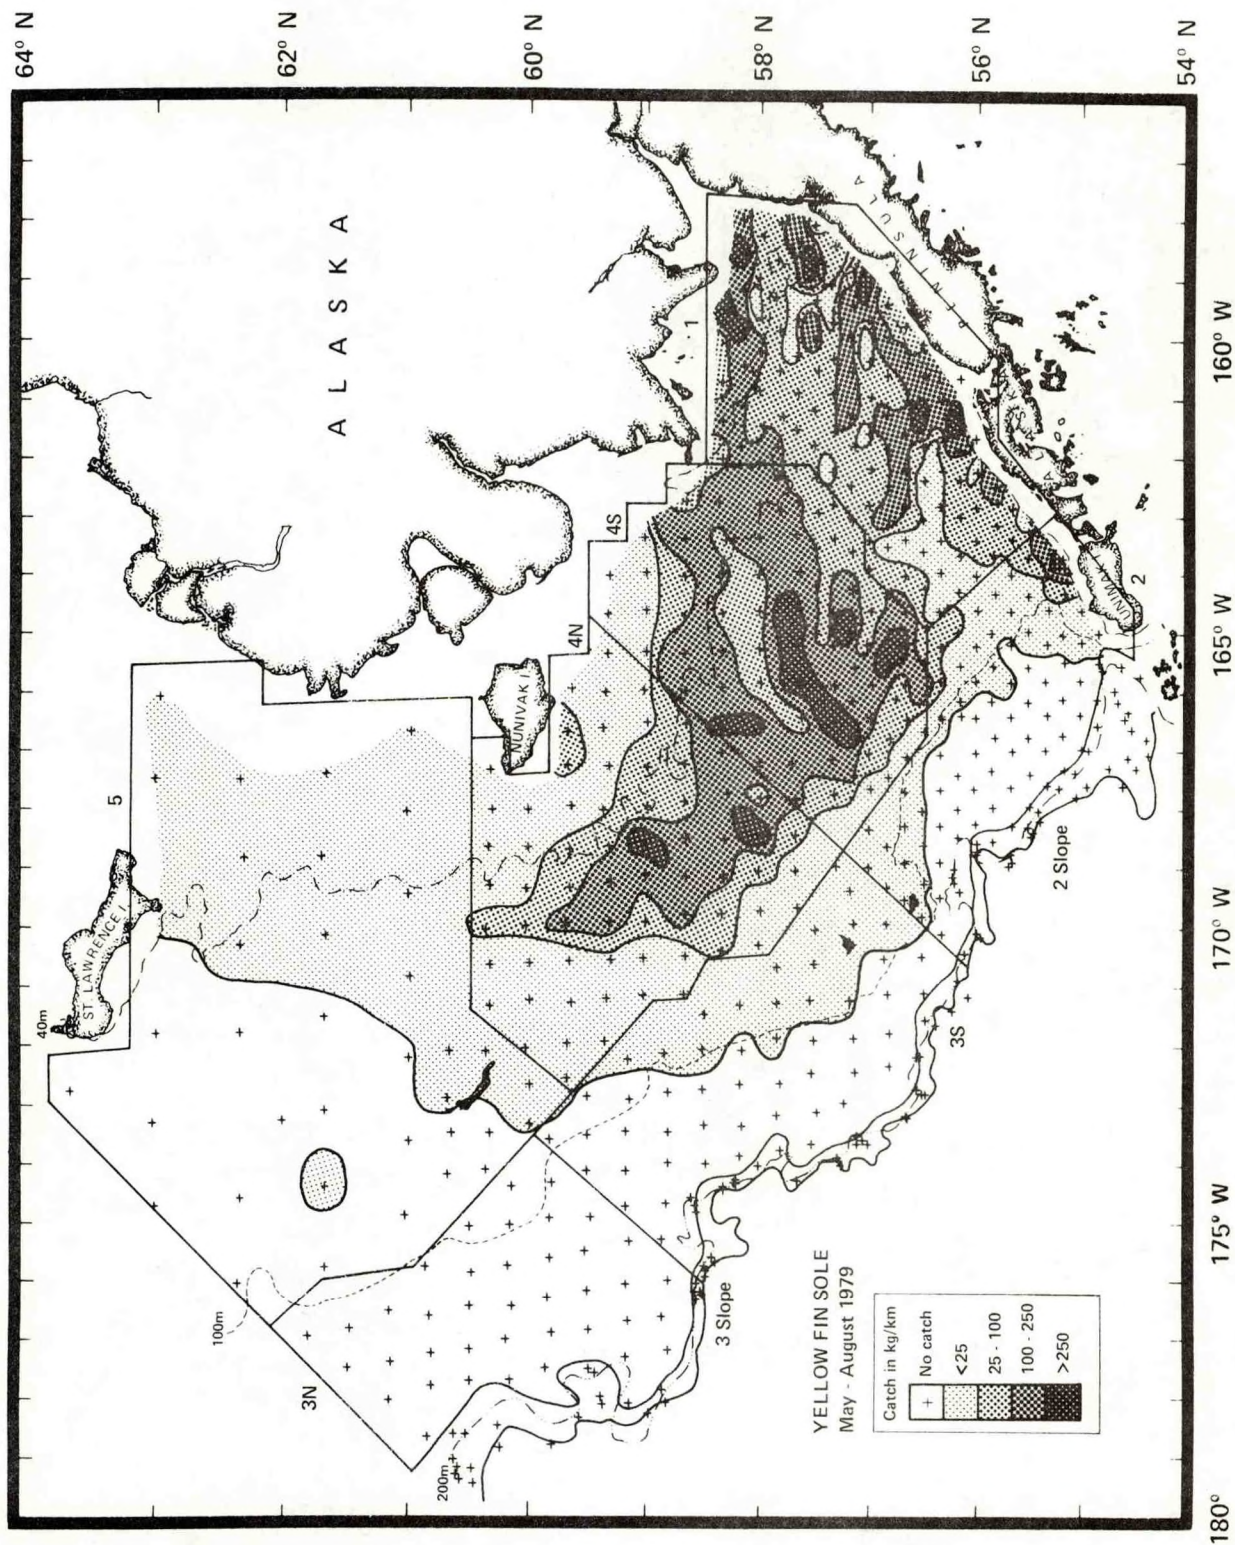 64° N
62° N
60° N
58° N
56° N
54° N
ALASKA
PENINSULA
ST. LAWRENCE I.
NUNIVAK I.
UNIMAK
40m
100m
200m
5
4N
4S
1
2
2 Slope
3S
3 Slope
3N
YELLOW FIN SOLE
May - August 1979
Catch in kg/km
No catch
<25
25 - 100
100 - 250
>250
180°
175° W
170° W
165° W
160° W